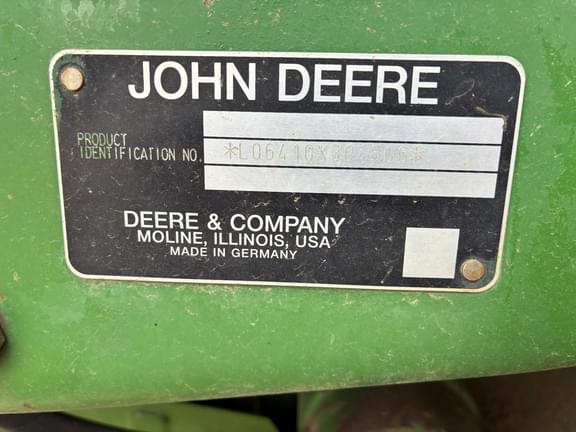 JOHN DEERE
PRODUCT
IDENTIFICATION NO.
DEERE & COMPANY
MOLINE, ILLINOIS, USA
MADE IN GERMANY